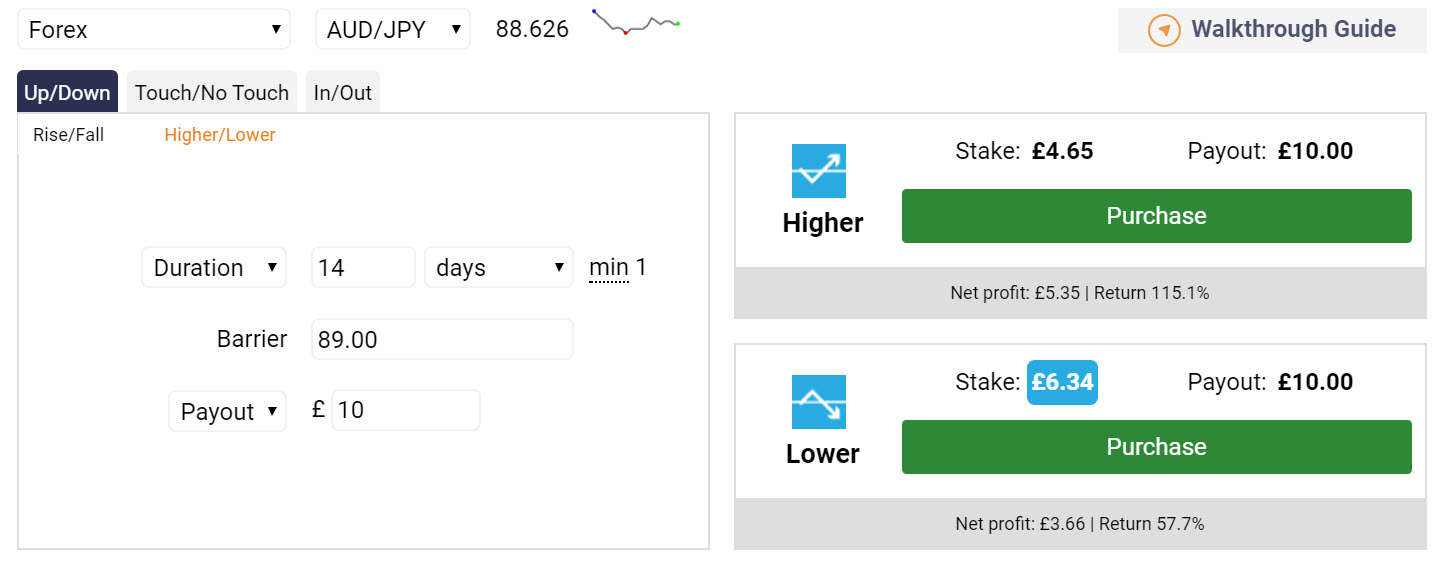 Forex AUD/JPY 88.626 Walkthrough Guide
Up/Down Touch/No Touch In/Out
Rise/Fall Higher/Lower
Duration 14 days min 1
Barrier 89.00
Payout £ 10
Stake: £4.65 Payout: £10.00
Higher Purchase
Net profit: £5.35 | Return 115.1%
Stake: £6.34 Payout: £10.00
Lower Purchase
Net profit: £3.66 | Return 57.7%